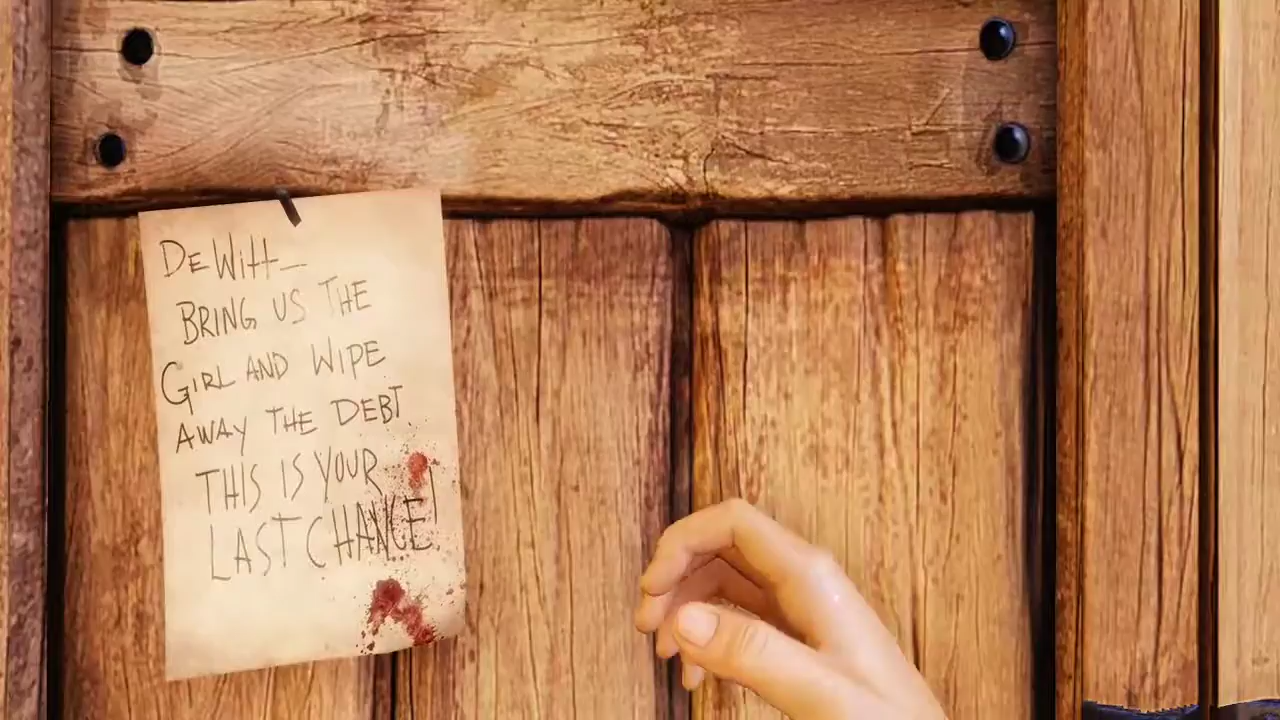 DEWitt—
BRING US THE
GIRL AND WIPE
AWAY THE DEBT.
THIS IS YOUR
LAST CHANCE!